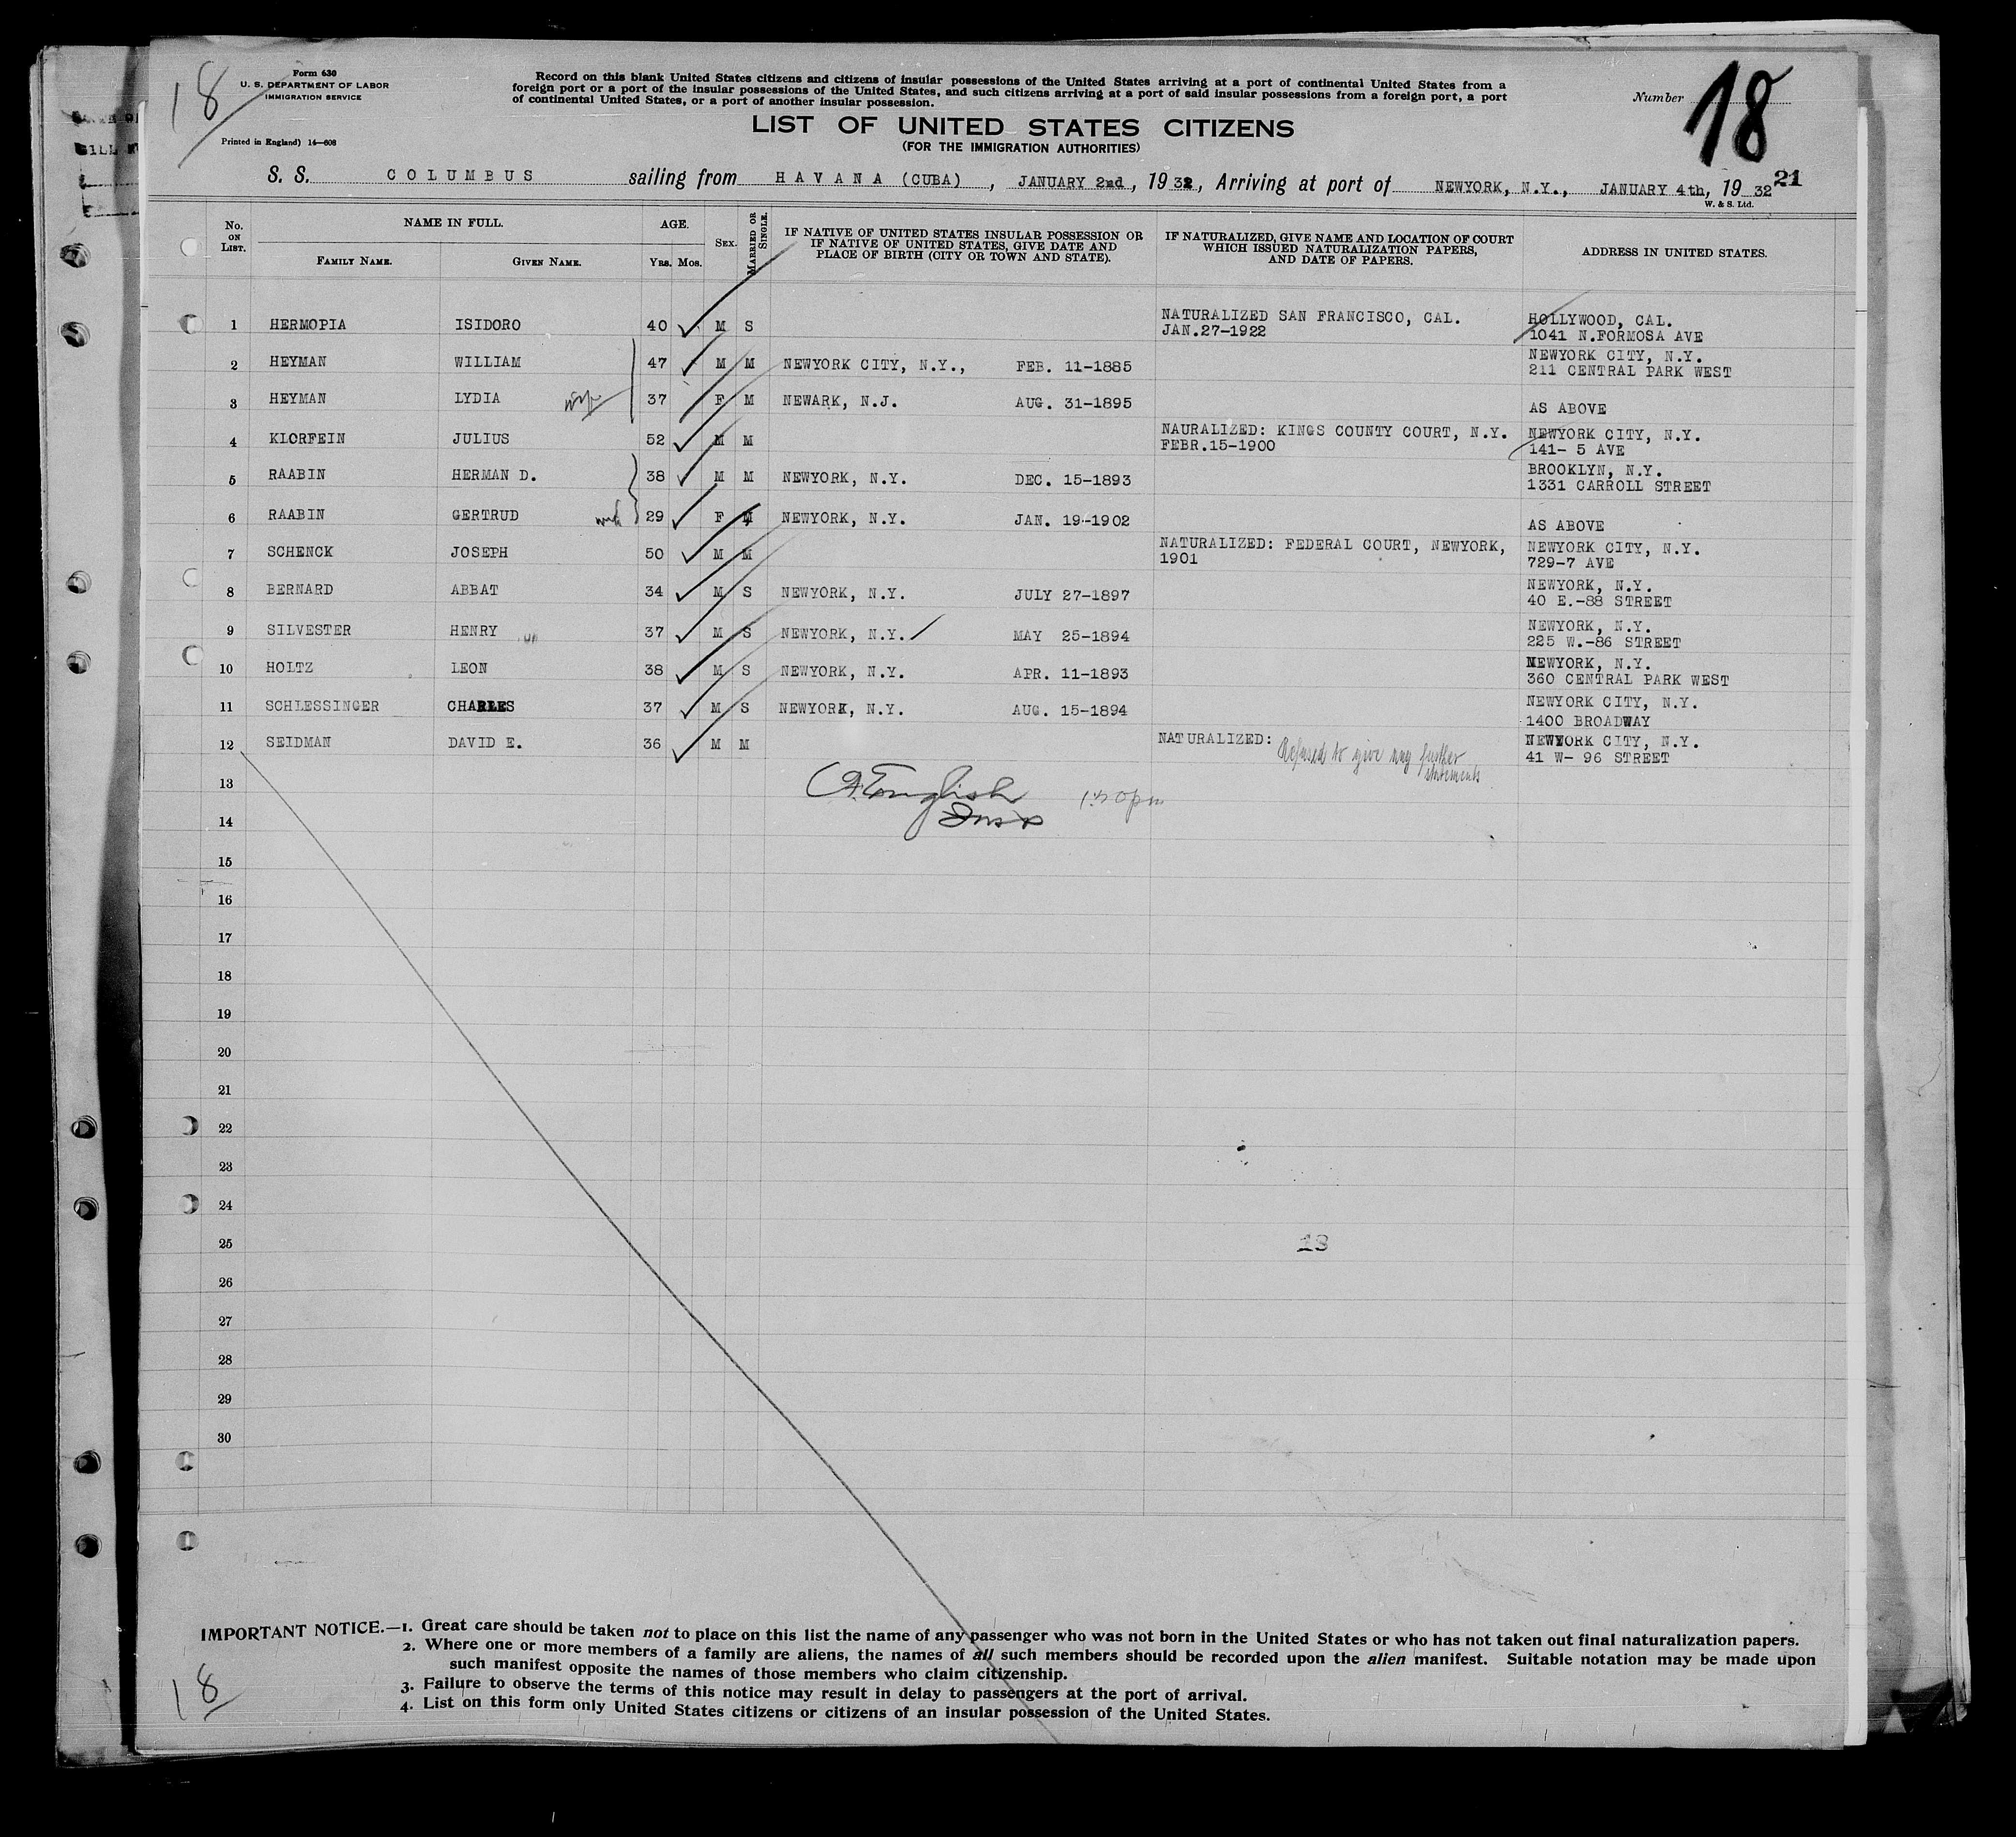 18
Form 630
U. S. DEPARTMENT OF LABOR
IMMIGRATION SERVICE
Printed in England) 14—608
Record on this blank United States citizens and citizens of insular possessions of the United States arriving at a port of continental United States from a
foreign port or a port of the insular possessions of the United States, and such citizens arriving at a port of said insular possessions from a foreign port, a port
of continental United States, or a port of another insular possession.
Number 18
LIST OF UNITED STATES CITIZENS
(FOR THE IMMIGRATION AUTHORITIES)
S. S. COLUMBUS sailing from HAVANA (CUBA), JANUARY 2nd, 1932, Arriving at port of NEWYORK, N.Y., JANUARY 4th, 1932
21
W. & S. Ltd.
No. ON LIST. NAME IN FULL. AGE. SEX. MARRIED OR SINGLE. IF NATIVE OF UNITED STATES INSULAR POSSESSION OR IF NATIVE OF UNITED STATES, GIVE DATE AND PLACE OF BIRTH (CITY OR TOWN AND STATE). IF NATURALIZED, GIVE NAME AND LOCATION OF COURT WHICH ISSUED NATURALIZATION PAPERS, AND DATE OF PAPERS. ADDRESS IN UNITED STATES.
FAMILY NAME. GIVEN NAME. YRS. MOS.
1 HERMOPIA ISIDORO 40 M S NATURALIZED SAN FRANCISCO, CAL. HOLLYWOOD, CAL.
JAN.27-1922 1041 N.FORMOSA AVE
2 HEYMAN WILLIAM 47 M M NEWYORK CITY, N.Y., FEB. 11-1885 NEWYORK CITY, N.Y.
211 CENTRAL PARK WEST
3 HEYMAN LYDIA wife 37 F M NEWARK, N.J. AUG. 31-1895 AS ABOVE
4 KLORFEIN JULIUS 52 M M NAURALIZED: KINGS COUNTY COURT, N.Y. NEWYORK CITY, N.Y.
FEBR.15-1900 141- 5 AVE
5 RAABIN HERMAN D. 38 M M NEWYORK, N.Y. DEC. 15-1893 BROOKLYN, N.Y.
1331 CARROLL STREET
6 RAABIN GERTRUD 29 F M NEWYORK, N.Y. JAN. 19-1902 AS ABOVE
7 SCHENCK JOSEPH 50 M M NATURALIZED: FEDERAL COURT, NEWYORK, NEWYORK CITY, N.Y.
1901 729-7 AVE
8 BERNARD ABBAT 34 M S NEWYORK, N.Y. JULY 27-1897 NEWYORK, N.Y.
40 E.-88 STREET
9 SILVESTER HENRY 37 M S NEWYORK, N.Y. MAY 25-1894 NEWYORK, N.Y.
225 W.-86 STREET
10 HOLTZ LEON 38 M S NEWYORK, N.Y. APR. 11-1893 NEWYORK, N.Y.
360 CENTRAL PARK WEST
11 SCHLESSINGER CHARLES 37 M S NEWYORK, N.Y. AUG. 15-1894 NEWYORK CITY, N.Y.
1400 BROADWAY
12 SEIDMAN DAVID E. 36 M M NATURALIZED: Refused to give any further statements NEWYORK CITY, N.Y.
41 W- 96 STREET
13
14
15
16
17
18
19
20
21
22
23
24
25
18
26
27
28
29
30
IMPORTANT NOTICE.—1. Great care should be taken not to place on this list the name of any passenger who was not born in the United States or who has not taken out final naturalization papers.
2. Where one or more members of a family are aliens, the names of all such members should be recorded upon the alien manifest. Suitable notation may be made upon
such manifest opposite the names of those members who claim citizenship.
3. Failure to observe the terms of this notice may result in delay to passengers at the port of arrival.
4. List on this form only United States citizens or citizens of an insular possession of the United States.
18